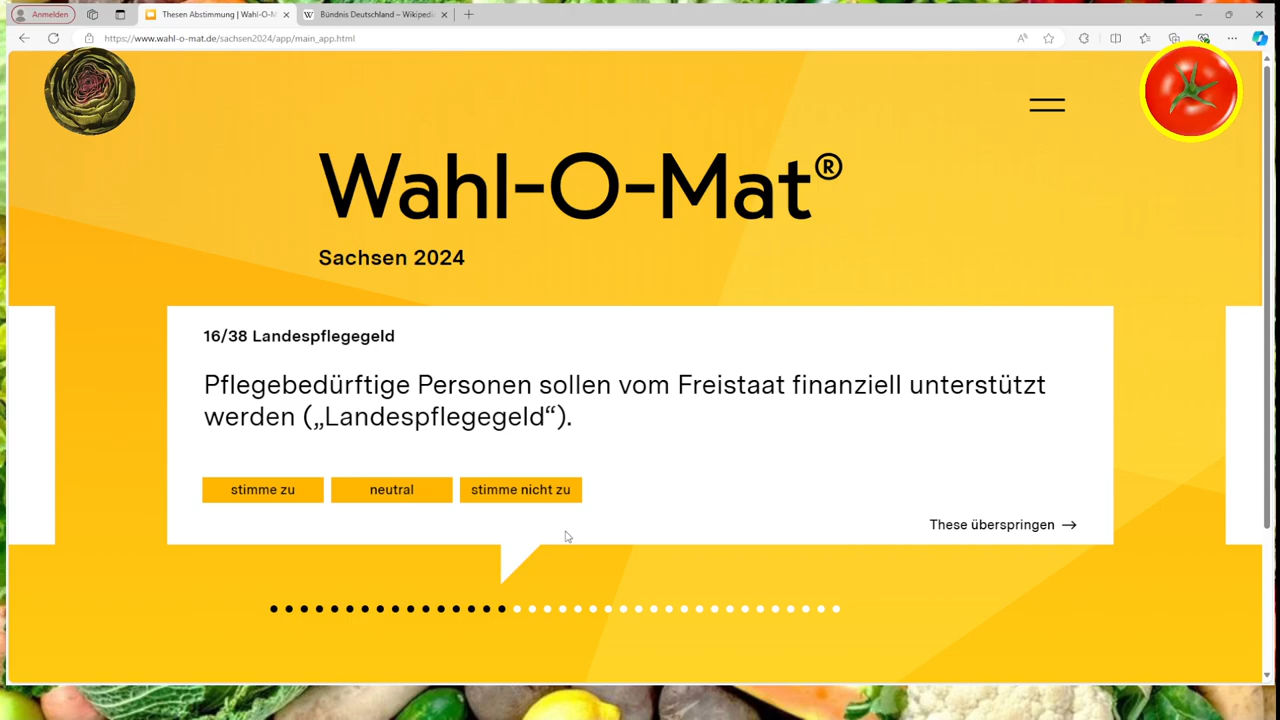 Anmelden
Thesen Abstimmung | Wahl-O-M
Bündnis Deutschland – Wikipedi
https://www.wahl-o-mat.de/sachsen2024/app/main_app.html
Wahl-O-Mat®
Sachsen 2024
16/38 Landespflegegeld
Pflegebedürftige Personen sollen vom Freistaat finanziell unterstützt
werden („Landespflegegeld“).
stimme zu
neutral
stimme nicht zu
These überspringen →